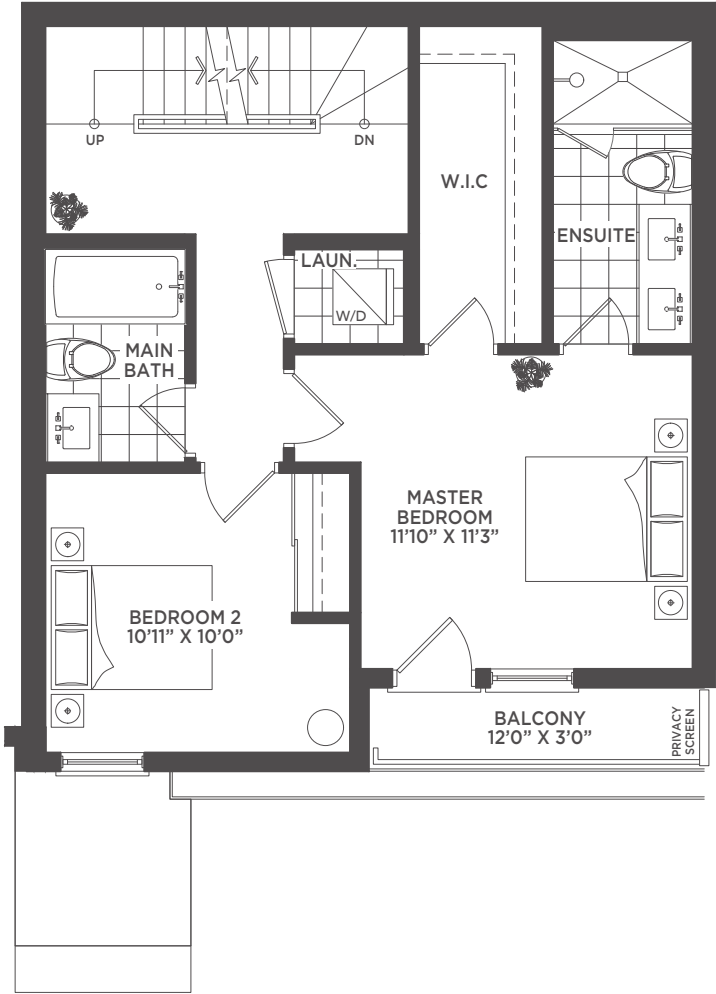 UP
DN
W.I.C
ENSUITE
LAUN.
W/D
MAIN
BATH
MASTER
BEDROOM
11’10” X 11’3”
BEDROOM 2
10’11” X 10’0”
BALCONY
12’0” X 3’0”
PRIVACY
SCREEN